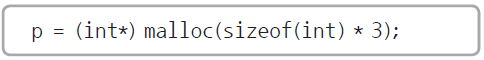 p = (int*) malloc(sizeof(int) * 3);